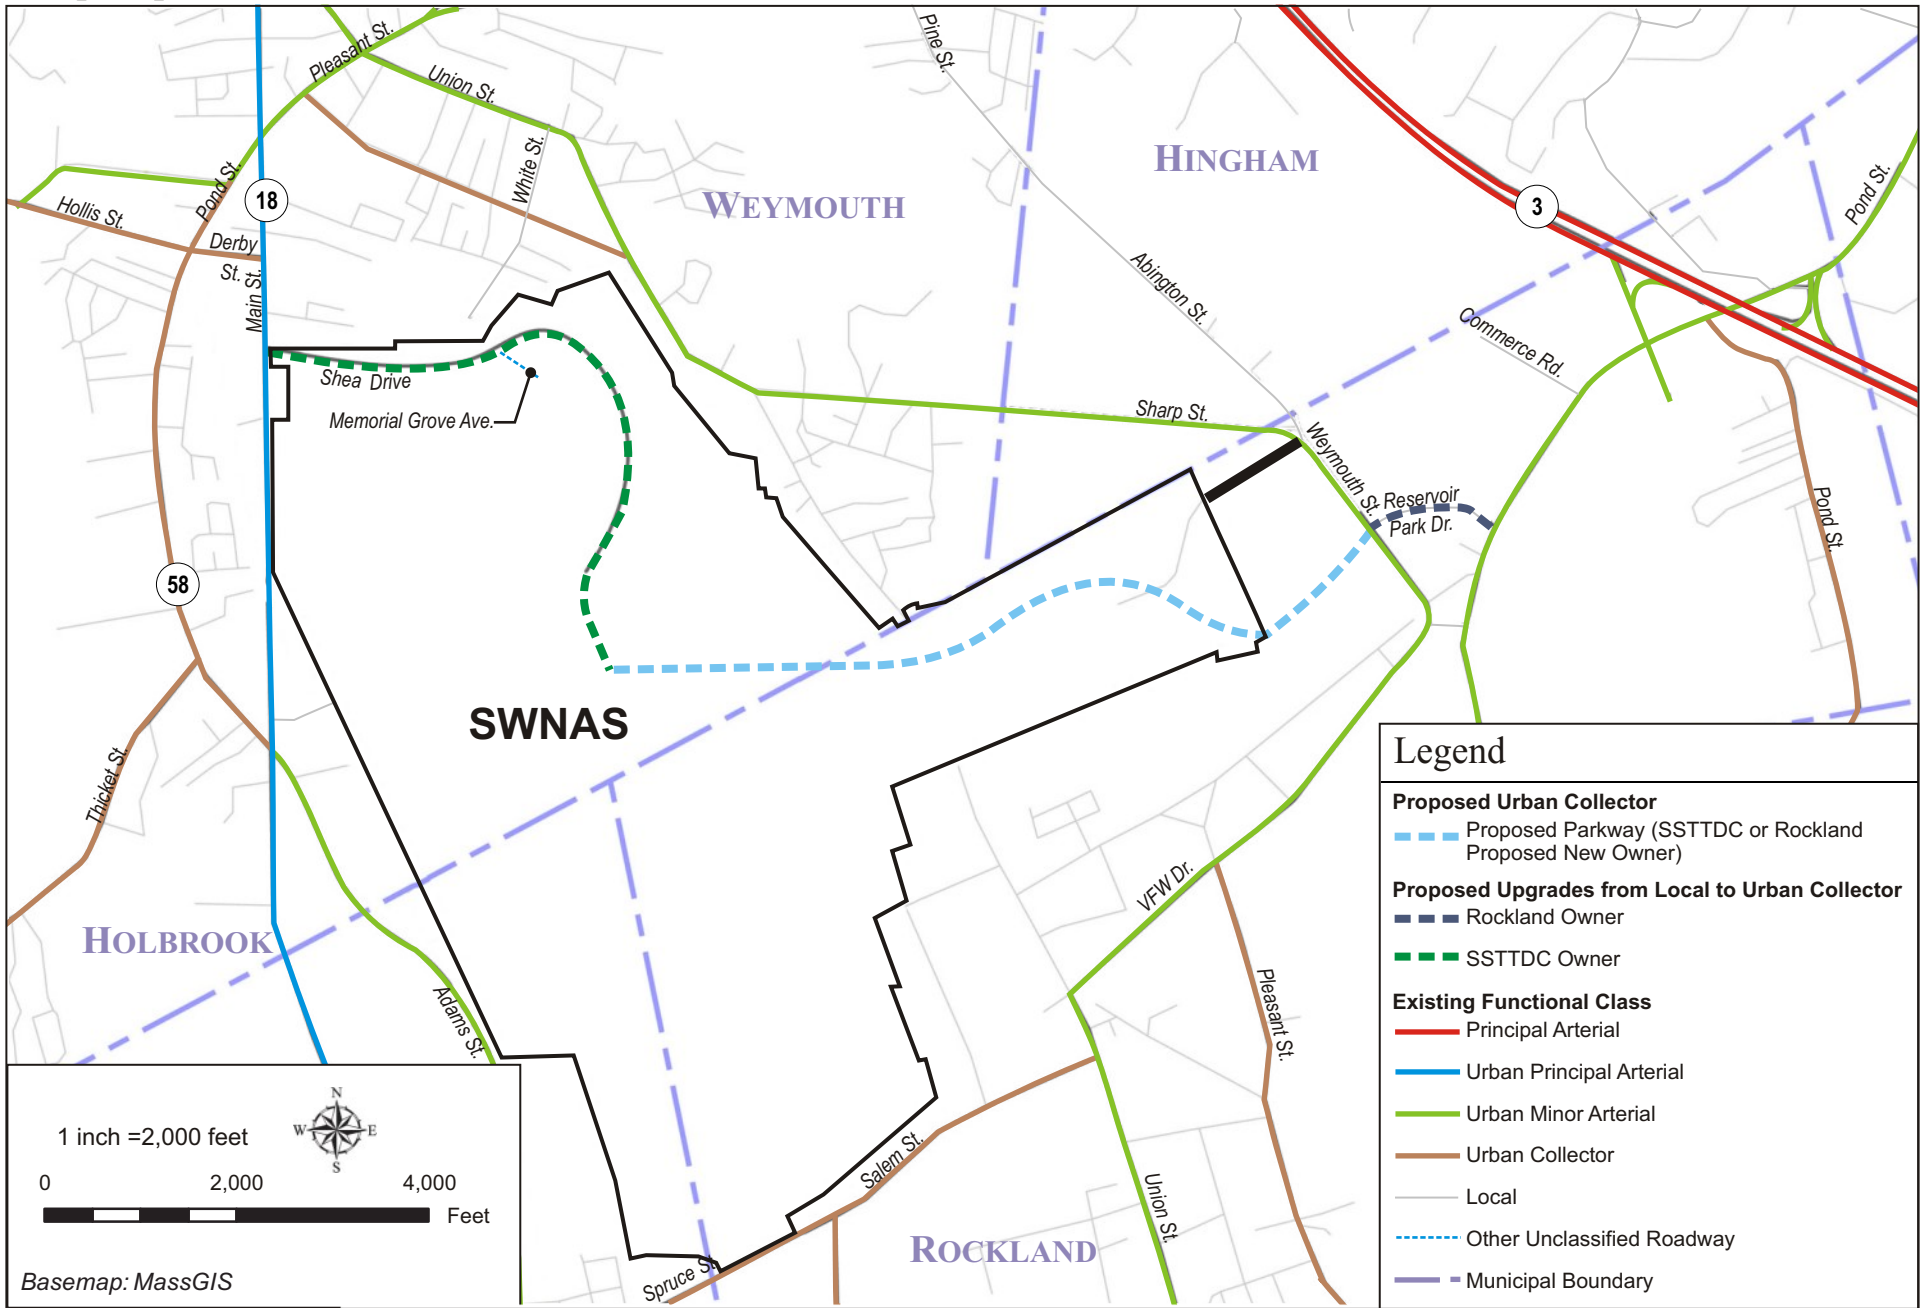 Pleasant St.
Union St.
Pine St.
White St.
HINGHAM
WEYMOUTH
18
3
Pond St.
Pond St.
Hollis St.
Derby
St.
Main St.
Abington St.
Commerce Rd.
Shea Drive
Memorial Grove Ave.
Sharp St.
Weymouth St.
Reservoir
Park Dr.
Pond St.
58
SWNAS
Thicket St.
HOLBROOK
Adams St.
VFW Dr.
Pleasant St.
Salem St.
Union St.
ROCKLAND
Spruce St.
Legend
Proposed Urban Collector
Proposed Parkway (SSTTDC or Rockland
Proposed New Owner)
Proposed Upgrades from Local to Urban Collector
Rockland Owner
SSTTDC Owner
Existing Functional Class
Principal Arterial
Urban Principal Arterial
Urban Minor Arterial
Urban Collector
Local
Other Unclassified Roadway
Municipal Boundary
N
W E
S
1 inch =2,000 feet
0 2,000 4,000
Feet
Basemap: MassGIS